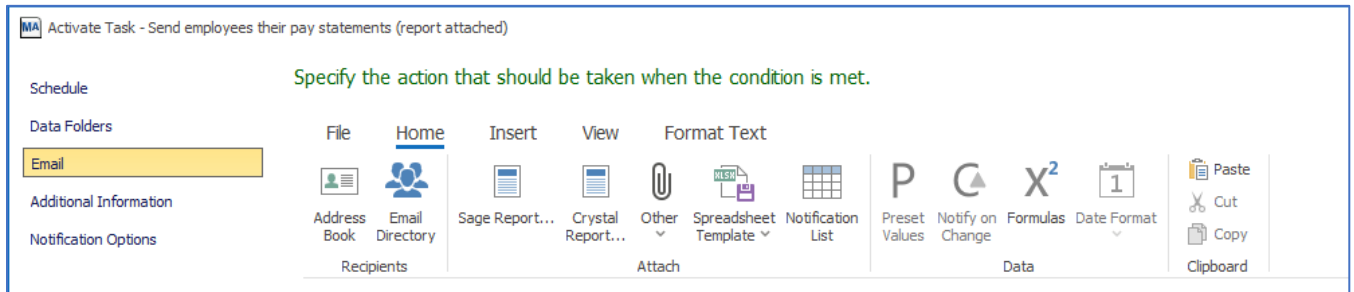 MA Activate Task - Send employees their pay statements (report attached)
Specify the action that should be taken when the condition is met.
Schedule
Data Folders
Email
Additional Information
Notification Options
File Home Insert View Format Text
Address Book
Email Directory
Recipients
Sage Report...
Crystal Report...
Other
XLSX
Spreadsheet Template
Notification List
Attach
P
Preset Values
Notify on Change
X²
Formulas
1
Date Format
Data
Paste
Cut
Copy
Clipboard